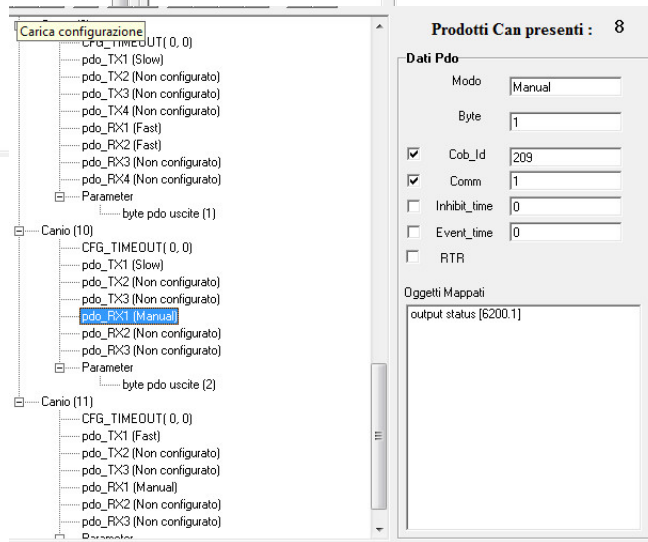 Carica configurazione
CFG_TIMEOUT( 0, 0)
pdo_TX1 (Slow)
pdo_TX2 (Non configurato)
pdo_TX3 (Non configurato)
pdo_TX4 (Non configurato)
pdo_RX1 (Fast)
pdo_RX2 (Fast)
pdo_RX3 (Non configurato)
pdo_RX4 (Non configurato)
Parameter
byte pdo uscite (1)
Canio (10)
CFG_TIMEOUT( 0, 0)
pdo_TX1 (Slow)
pdo_TX2 (Non configurato)
pdo_TX3 (Non configurato)
pdo_RX1 (Manual)
pdo_RX2 (Non configurato)
pdo_RX3 (Non configurato)
Parameter
byte pdo uscite (2)
Canio (11)
CFG_TIMEOUT( 0, 0)
pdo_TX1 (Fast)
pdo_TX2 (Non configurato)
pdo_TX3 (Non configurato)
pdo_RX1 (Manual)
pdo_RX2 (Non configurato)
pdo_RX3 (Non configurato)
Parameter
Prodotti Can presenti : 8
Dati Pdo
Modo Manual
Byte 1
Cob_Id 209
Comm 1
Inhibit_time 0
Event_time 0
RTR
Oggetti Mappati
output status [6200.1]